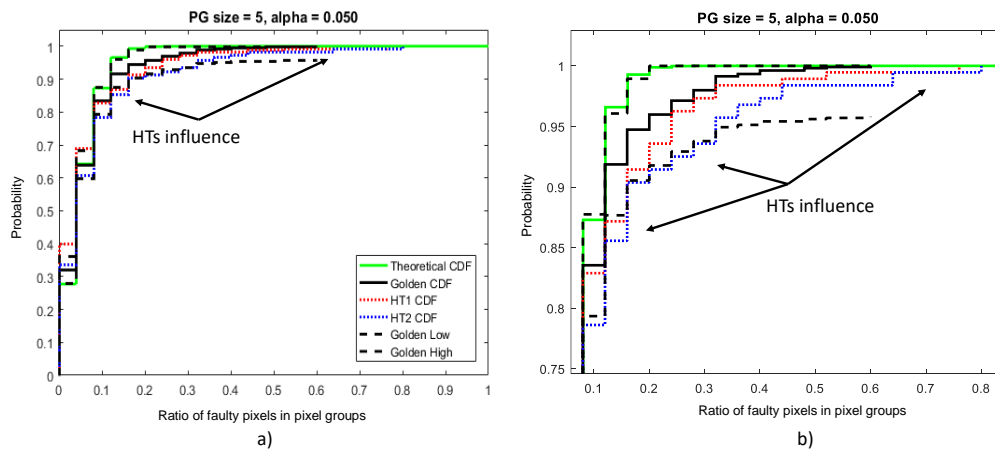 PG size = 5, alpha = 0.050
1
0.9
0.8
0.7
0.6
0.5
0.4
0.3
0.2
0.1
0
Probability
HTs influence
Theoretical CDF
Golden CDF
HT1 CDF
HT2 CDF
Golden Low
Golden High
0 0.1 0.2 0.3 0.4 0.5 0.6 0.7 0.8 0.9 1
Ratio of faulty pixels in pixel groups
a)
PG size = 5, alpha = 0.050
1
0.95
0.9
0.85
0.8
0.75
Probability
HTs influence
0.1 0.2 0.3 0.4 0.5 0.6 0.7 0.8
Ratio of faulty pixels in pixel groups
b)